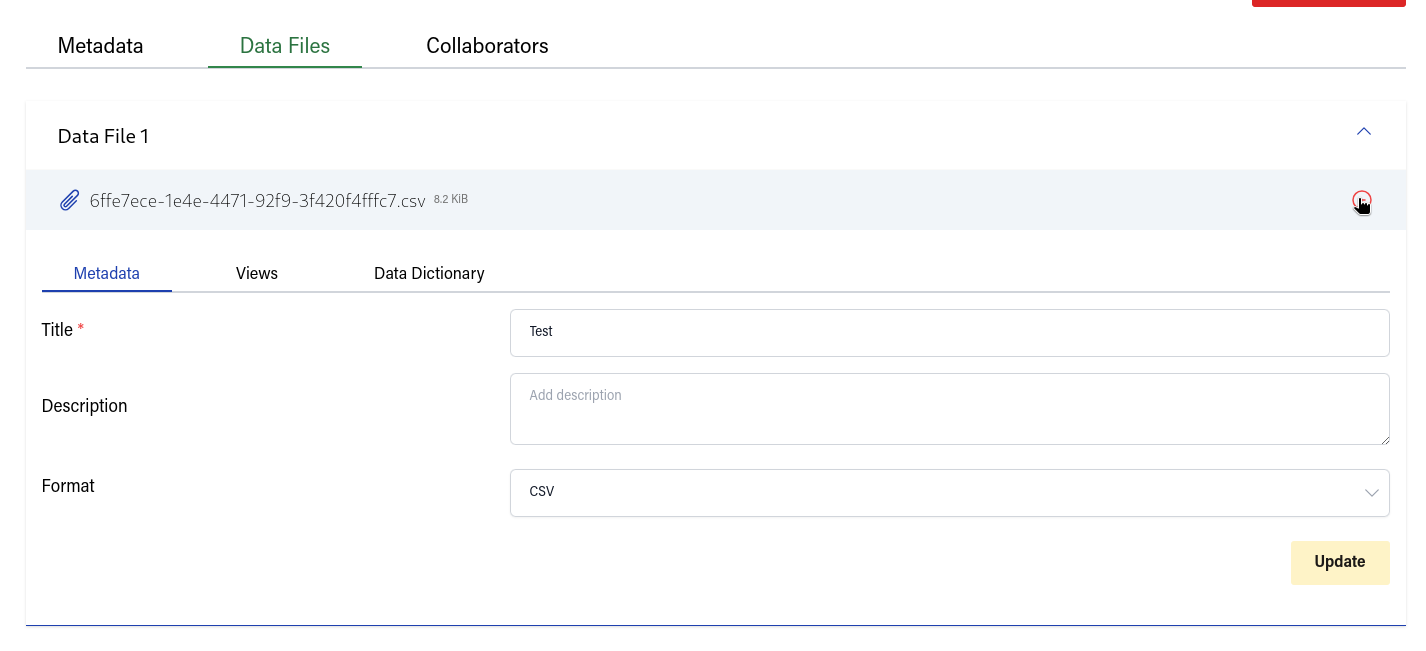 Metadata Data Files Collaborators
Data File 1
6ffe7ece-1e4e-4471-92f9-3f420f4fffc7.csv 8.2 KiB
Metadata Views Data Dictionary
Title * Test
Description Add description
Format CSV
Update